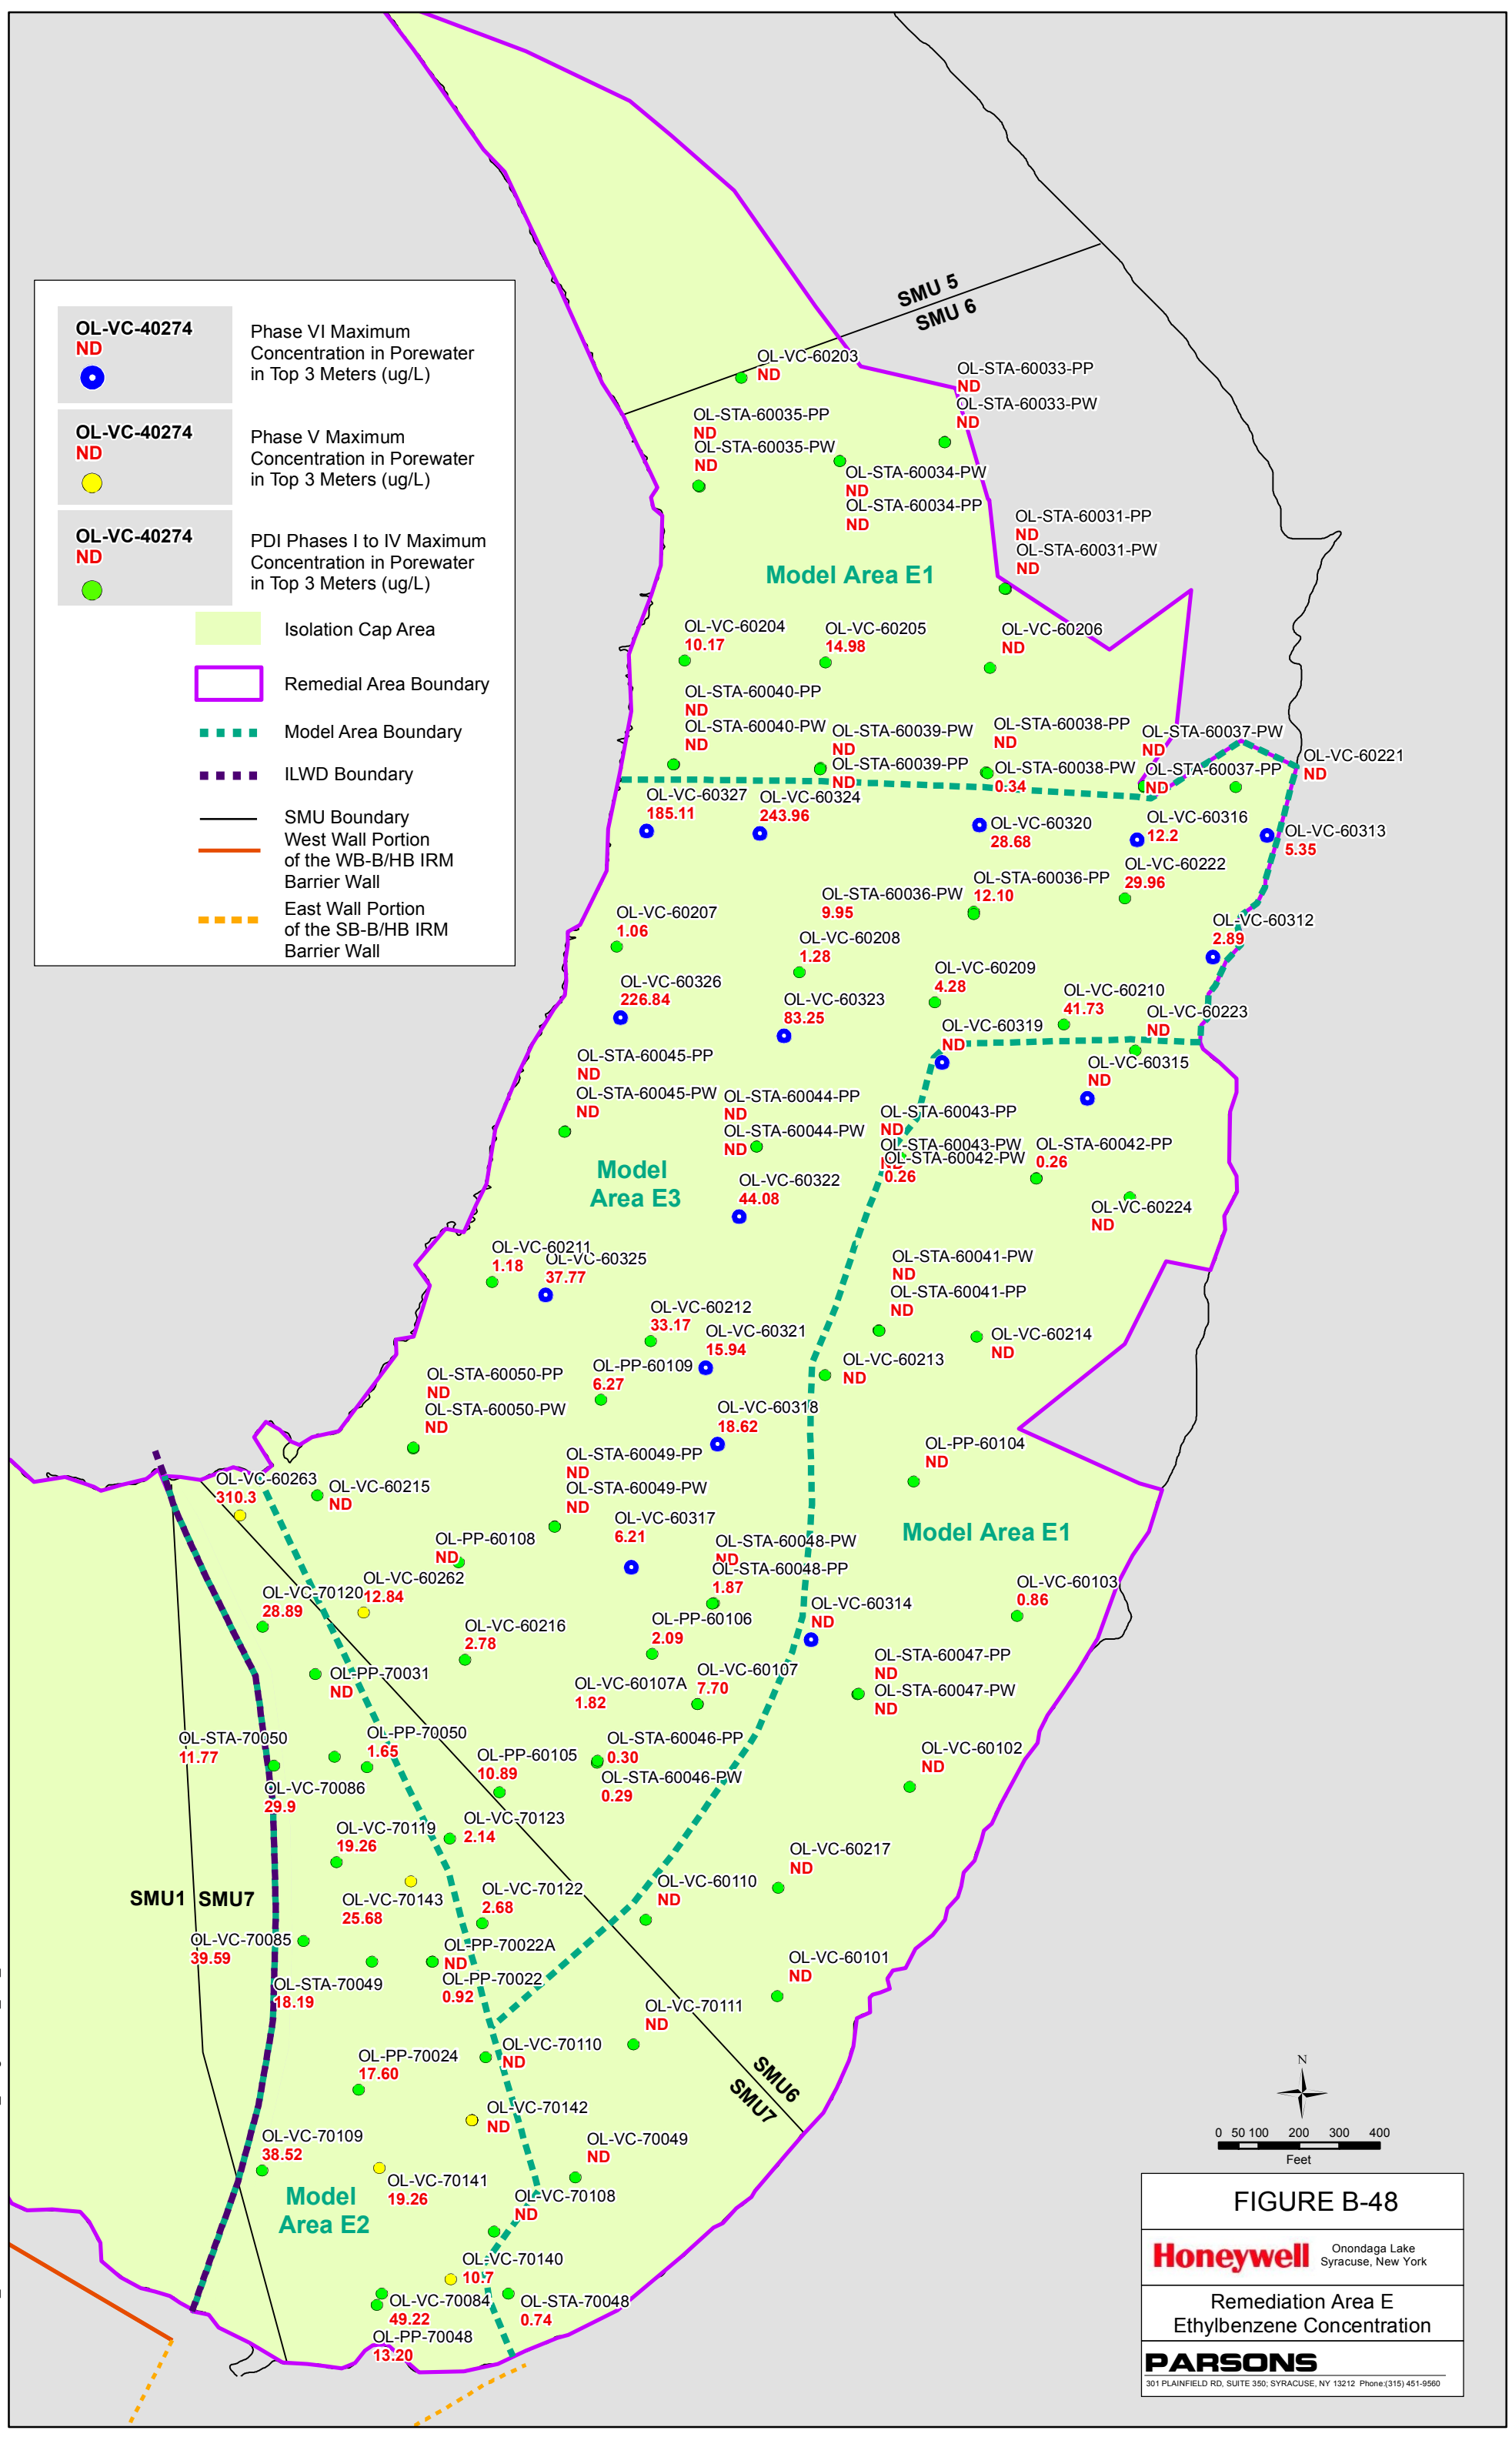 SMU 5
SMU 6
OL-VC-40274
ND
Phase VI Maximum
Concentration in Porewater
in Top 3 Meters (ug/L)
OL-VC-40274
ND
Phase V Maximum
Concentration in Porewater
in Top 3 Meters (ug/L)
OL-VC-40274
ND
PDI Phases I to IV Maximum
Concentration in Porewater
in Top 3 Meters (ug/L)
Isolation Cap Area
Remedial Area Boundary
Model Area Boundary
ILWD Boundary
SMU Boundary
West Wall Portion
of the WB-B/HB IRM
Barrier Wall
East Wall Portion
of the SB-B/HB IRM
Barrier Wall
OL-VC-60203
ND
OL-STA-60033-PP
ND
OL-STA-60033-PW
ND
OL-STA-60035-PP
ND
OL-STA-60035-PW
ND
OL-STA-60034-PW
ND
OL-STA-60034-PP
ND
OL-STA-60031-PP
ND
OL-STA-60031-PW
ND
Model Area E1
OL-VC-60204
10.17
OL-VC-60205
14.98
OL-VC-60206
ND
OL-STA-60040-PP
ND
OL-STA-60040-PW
ND
OL-STA-60039-PW
ND
OL-STA-60039-PP
ND
OL-STA-60038-PP
ND
OL-STA-60038-PW
0.34
OL-STA-60037-PW
ND
OL-STA-60037-PP
ND
OL-VC-60221
ND
OL-VC-60327
185.11
OL-VC-60324
243.96
OL-VC-60320
28.68
OL-VC-60316
12.2
OL-VC-60313
5.35
OL-STA-60036-PW
9.95
OL-STA-60036-PP
12.10
OL-VC-60222
29.96
OL-VC-60207
1.06
OL-VC-60208
1.28
OL-VC-60312
2.89
OL-VC-60326
226.84
OL-VC-60323
83.25
OL-VC-60209
4.28
OL-VC-60210
41.73
OL-VC-60223
ND
OL-VC-60319
ND
OL-VC-60315
ND
OL-STA-60045-PP
ND
OL-STA-60045-PW
ND
OL-STA-60044-PP
ND
OL-STA-60044-PW
ND
OL-STA-60043-PP
ND
OL-STA-60043-PW
ND
OL-STA-60042-PW
0.26
OL-STA-60042-PP
0.26
Model
Area E3
OL-VC-60322
44.08
OL-VC-60224
ND
OL-VC-60211
1.18
OL-VC-60325
37.77
OL-STA-60041-PW
ND
OL-STA-60041-PP
ND
OL-VC-60212
33.17
OL-VC-60321
15.94
OL-VC-60214
ND
OL-VC-60213
ND
OL-PP-60109
6.27
OL-STA-60050-PP
ND
OL-STA-60050-PW
ND
OL-VC-60318
18.62
OL-PP-60104
ND
OL-STA-60049-PP
ND
OL-STA-60049-PW
ND
OL-VC-60263
310.3
OL-VC-60215
ND
OL-VC-60317
6.21
Model Area E1
OL-PP-60108
ND
OL-STA-60048-PW
ND
OL-STA-60048-PP
1.87
OL-VC-60262
12.84
OL-VC-70120
28.89
OL-VC-60103
0.86
OL-VC-60314
ND
OL-VC-60216
2.78
OL-PP-60106
2.09
OL-STA-60047-PP
ND
OL-STA-60047-PW
ND
OL-PP-70031
ND
OL-VC-60107A
1.82
OL-VC-60107
7.70
OL-STA-70050
11.77
OL-PP-70050
1.65
OL-PP-60105
10.89
OL-STA-60046-PP
0.30
OL-STA-60046-PW
0.29
OL-VC-60102
ND
OL-VC-70086
29.9
OL-VC-70119
19.26
OL-VC-70123
2.14
OL-VC-60217
ND
OL-VC-60110
ND
SMU1
SMU7
OL-VC-70143
25.68
OL-VC-70122
2.68
OL-VC-70085
39.59
OL-PP-70022A
ND
OL-PP-70022
0.92
OL-STA-70049
18.19
OL-VC-60101
ND
OL-VC-70111
ND
OL-VC-70110
ND
OL-PP-70024
17.60
SMU6
SMU7
OL-VC-70142
ND
OL-VC-70109
38.52
OL-VC-70049
ND
OL-VC-70141
19.26
OL-VC-70108
ND
Model
Area E2
OL-VC-70140
10.7
OL-VC-70084
49.22
OL-STA-70048
0.74
OL-PP-70048
13.20
N
0 50 100 200 300 400
Feet
FIGURE B-48
Honeywell
Onondaga Lake
Syracuse, New York
Remediation Area E
Ethylbenzene Concentration
PARSONS
301 PLAINFIELD RD, SUITE 350; SYRACUSE, NY 13212 Phone:(315) 451-9560